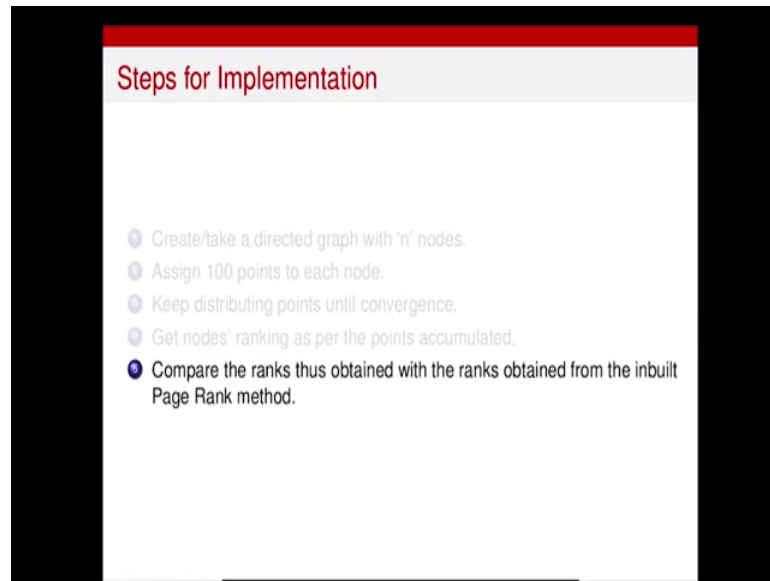 Steps for Implementation
Create/take a directed graph with 'n' nodes.
Assign 100 points to each node.
Keep distributing points until convergence.
Get nodes' ranking as per the points accumulated.
5 Compare the ranks thus obtained with the ranks obtained from the inbuilt
Page Rank method.